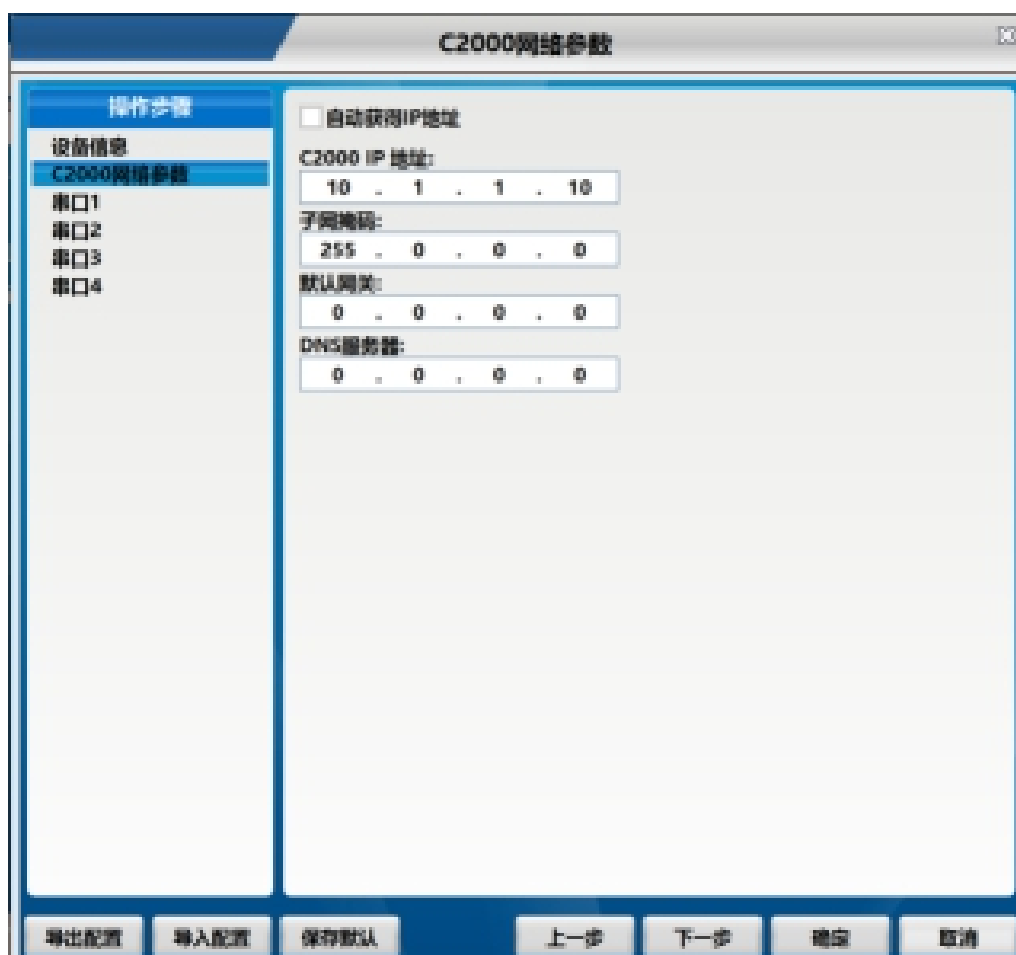 C2000网络参数
操作步骤
设备信息
C2000网络参数
串口1
串口2
串口3
串口4
自动获得IP地址
C2000 IP 地址:
10 . 1 . 1 . 10
子网掩码:
255 . 0 . 0 . 0
默认网关:
0 . 0 . 0 . 0
DNS服务器:
0 . 0 . 0 . 0
导出配置 导入配置 保存默认 上一步 下一步 确定 取消